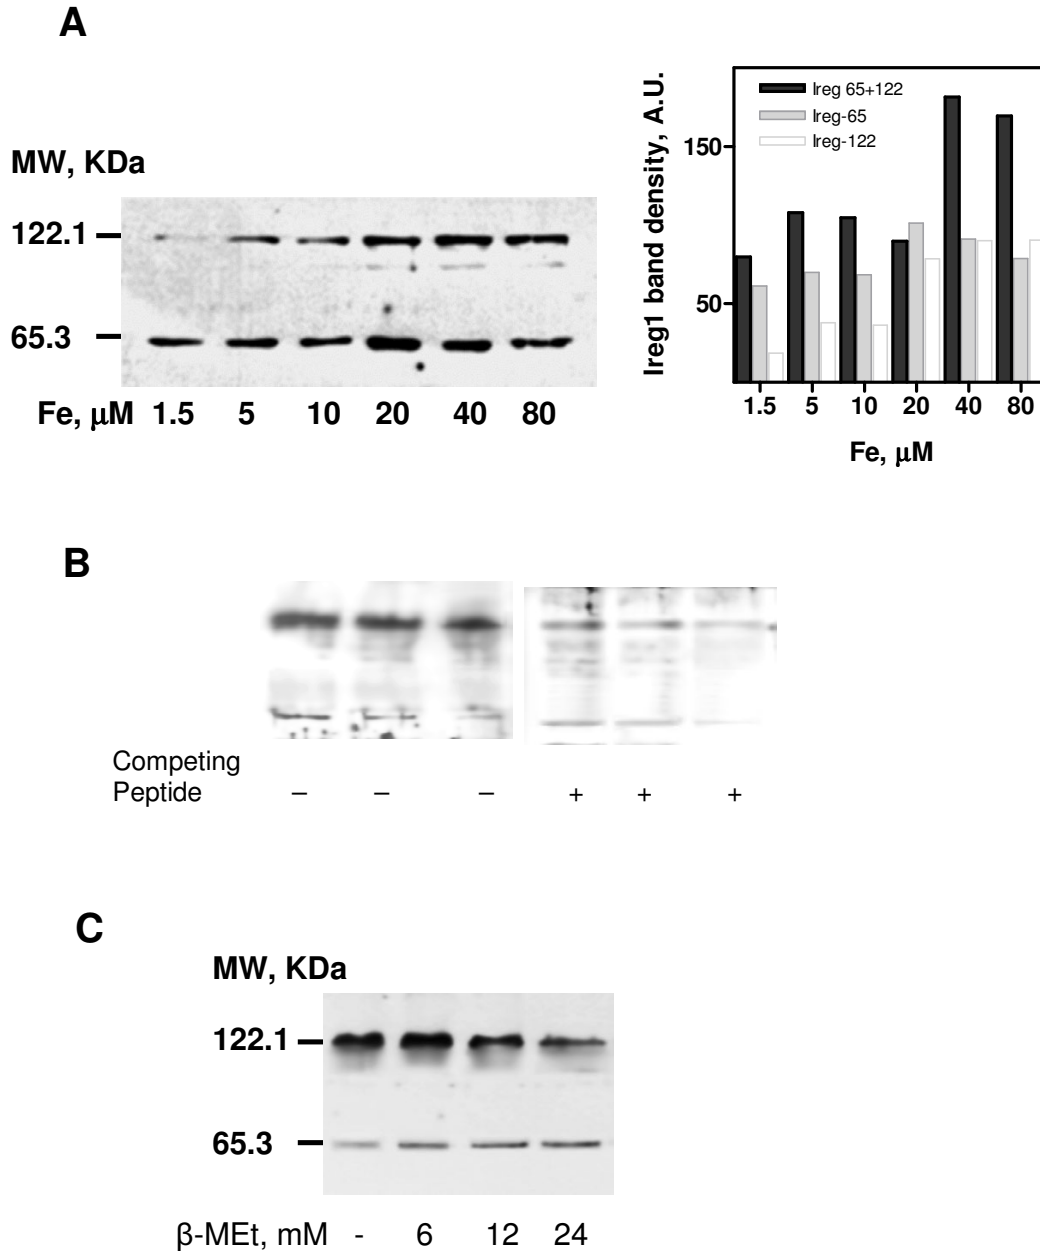 A
MW, KDa
122.1
65.3
Fe, μM 1.5 5 10 20 40 80
Ireg1 band density, A.U.
150
50
Ireg 65+122
Ireg-65
Ireg-122
1.5 5 10 20 40 80
Fe, μM
B
Competing
Peptide – – – + + +
C
MW, KDa
122.1
65.3
β-MEt, mM - 6 12 24